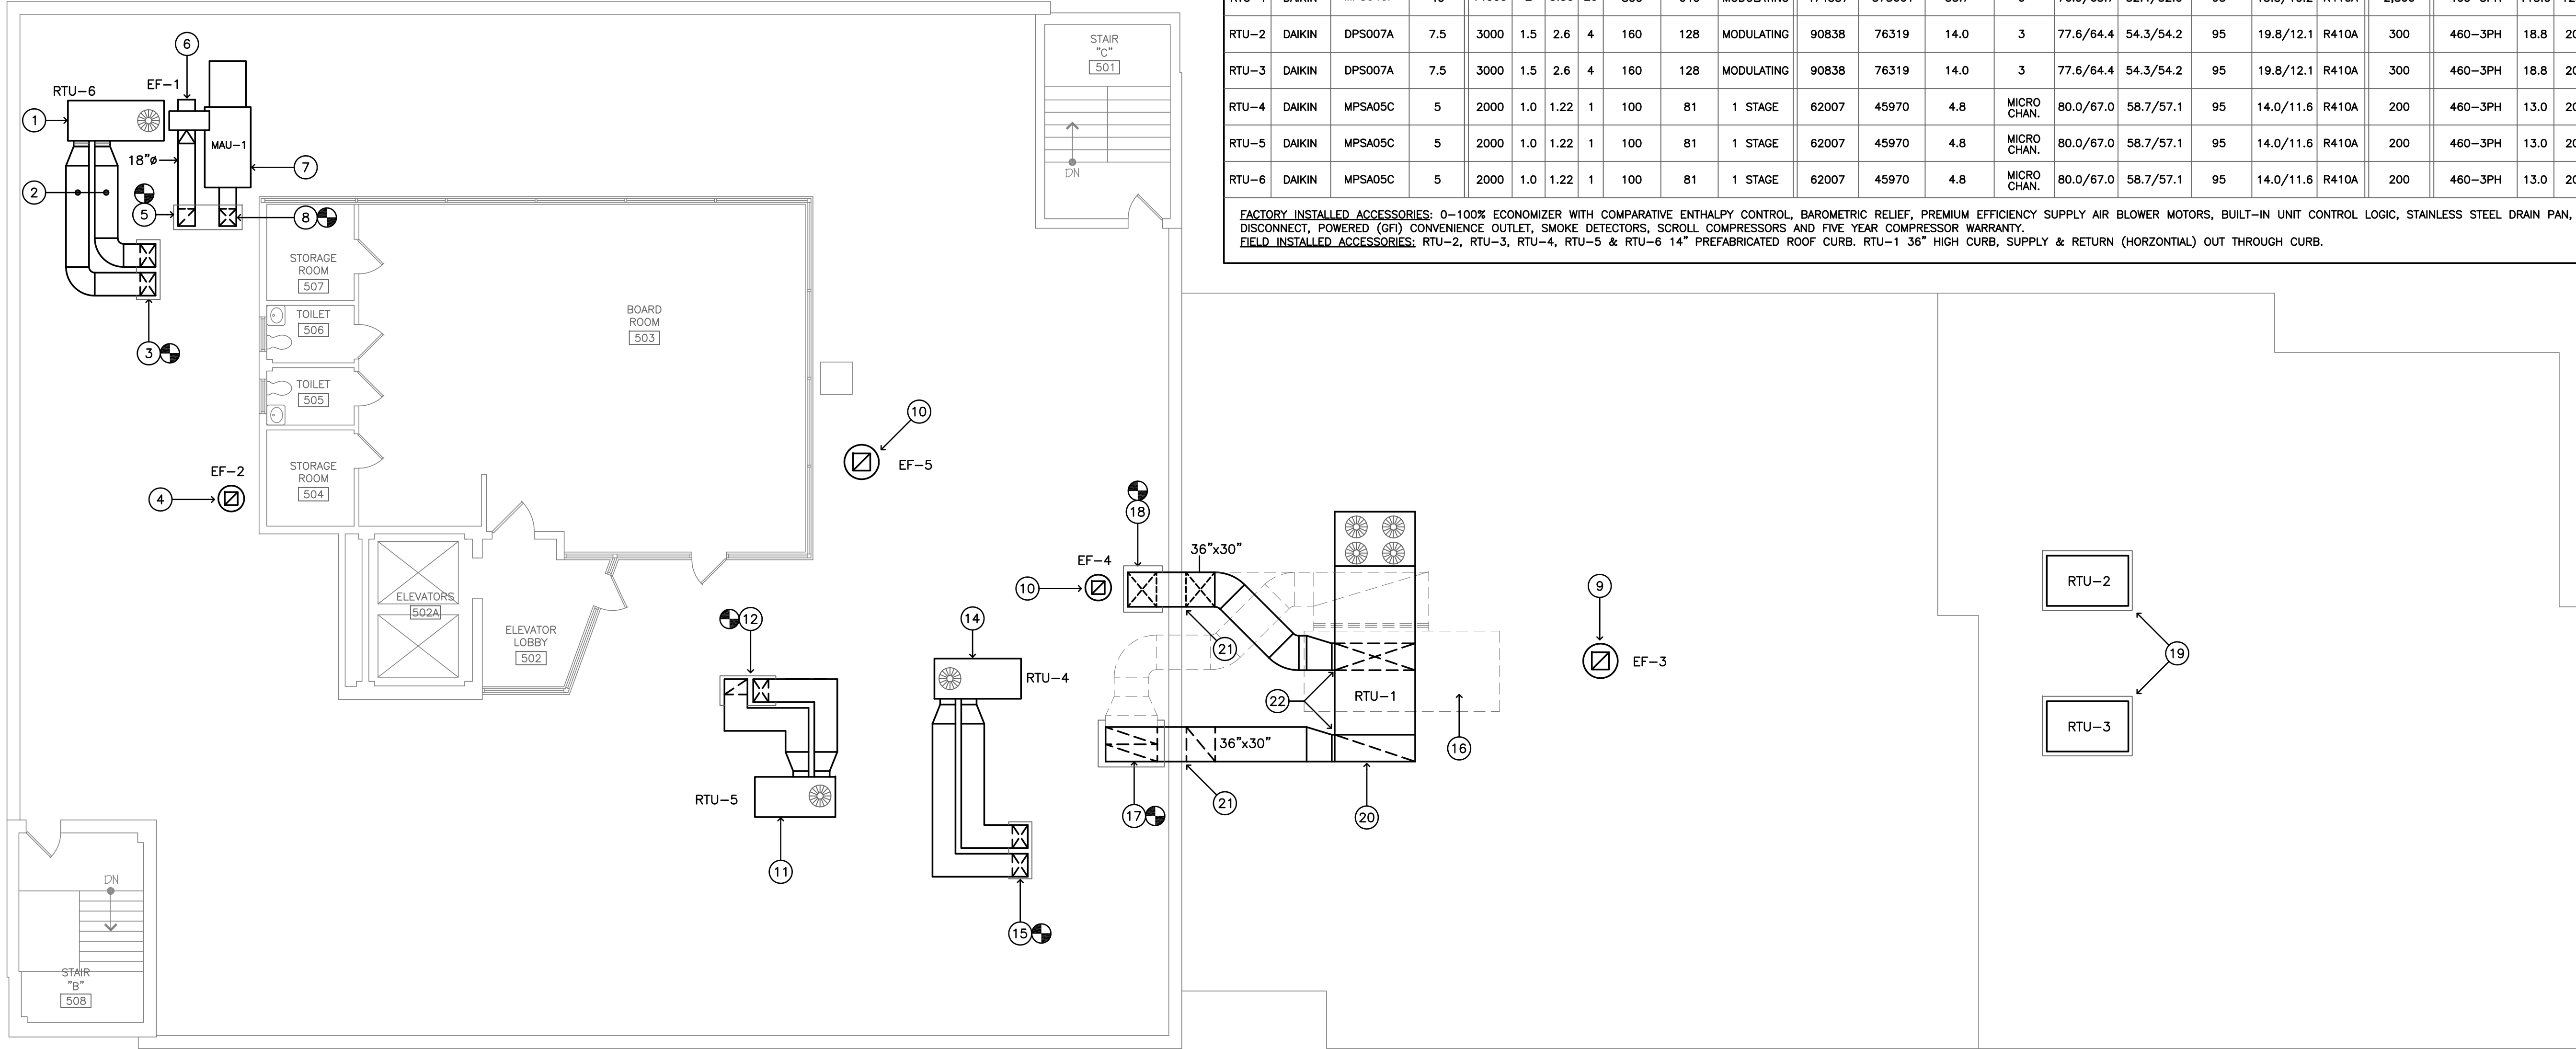 RTU-2 DAIKIN DPS007A 7.5 3000 1.5 2.6 4 160 128 MODULATING 90838 76319 14.0 3 77.6/64.4 54.3/54.2 95 19.8/12.1 R410A 300 460-3PH 18.8
RTU-3 DAIKIN DPS007A 7.5 3000 1.5 2.6 4 160 128 MODULATING 90838 76319 14.0 3 77.6/64.4 54.3/54.2 95 19.8/12.1 R410A 300 460-3PH 18.8
RTU-4 DAIKIN MPSA05C 5 2000 1.0 1.22 1 100 81 1 STAGE 62007 45970 4.8 MICRO CHAN. 80.0/67.0 58.7/57.1 95 14.0/11.6 R410A 200 460-3PH 13.0
RTU-5 DAIKIN MPSA05C 5 2000 1.0 1.22 1 100 81 1 STAGE 62007 45970 4.8 MICRO CHAN. 80.0/67.0 58.7/57.1 95 14.0/11.6 R410A 200 460-3PH 13.0
RTU-6 DAIKIN MPSA05C 5 2000 1.0 1.22 1 100 81 1 STAGE 62007 45970 4.8 MICRO CHAN. 80.0/67.0 58.7/57.1 95 14.0/11.6 R410A 200 460-3PH 13.0
FACTORY INSTALLED ACCESSORIES: 0-100% ECONOMIZER WITH COMPARATIVE ENTHALPY CONTROL, BAROMETRIC RELIEF, PREMIUM EFFICIENCY SUPPLY AIR BLOWER MOTORS, BUILT-IN UNIT CONTROL LOGIC, STAINLESS STEEL DRAIN PAN,
DISCONNECT, POWERED (GFI) CONVENIENCE OUTLET, SMOKE DETECTORS, SCROLL COMPRESSORS AND FIVE YEAR COMPRESSOR WARRANTY.
FIELD INSTALLED ACCESSORIES: RTU-2, RTU-3, RTU-4, RTU-5 & RTU-6 14" PREFABRICATED ROOF CURB. RTU-1 36" HIGH CURB, SUPPLY & RETURN (HORZONTIAL) OUT THROUGH CURB.
6
EF-1
RTU-6
1
MAU-1
18"ø
7
2
5
8
3
STAIR
"C"
501
DN
STORAGE
ROOM
507
TOILET
506
TOILET
505
STORAGE
ROOM
504
BOARD
ROOM
503
EF-2
4
10
EF-5
ELEVATORS
502A
ELEVATOR
LOBBY
502
18
36"x30"
EF-4
10
21
9
EF-3
12
14
RTU-4
RTU-5
11
15
22
RTU-1
16
36"x30"
17
21
20
RTU-2
19
RTU-3
DN
STAIR
"B"
508